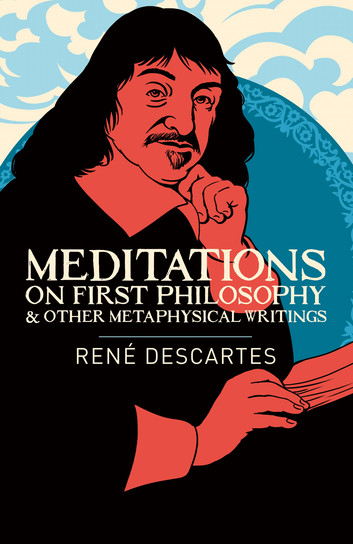 MEDITATIONS
ON FIRST PHILOSOPHY
& OTHER METAPHYSICAL WRITINGS
RENÉ DESCARTES